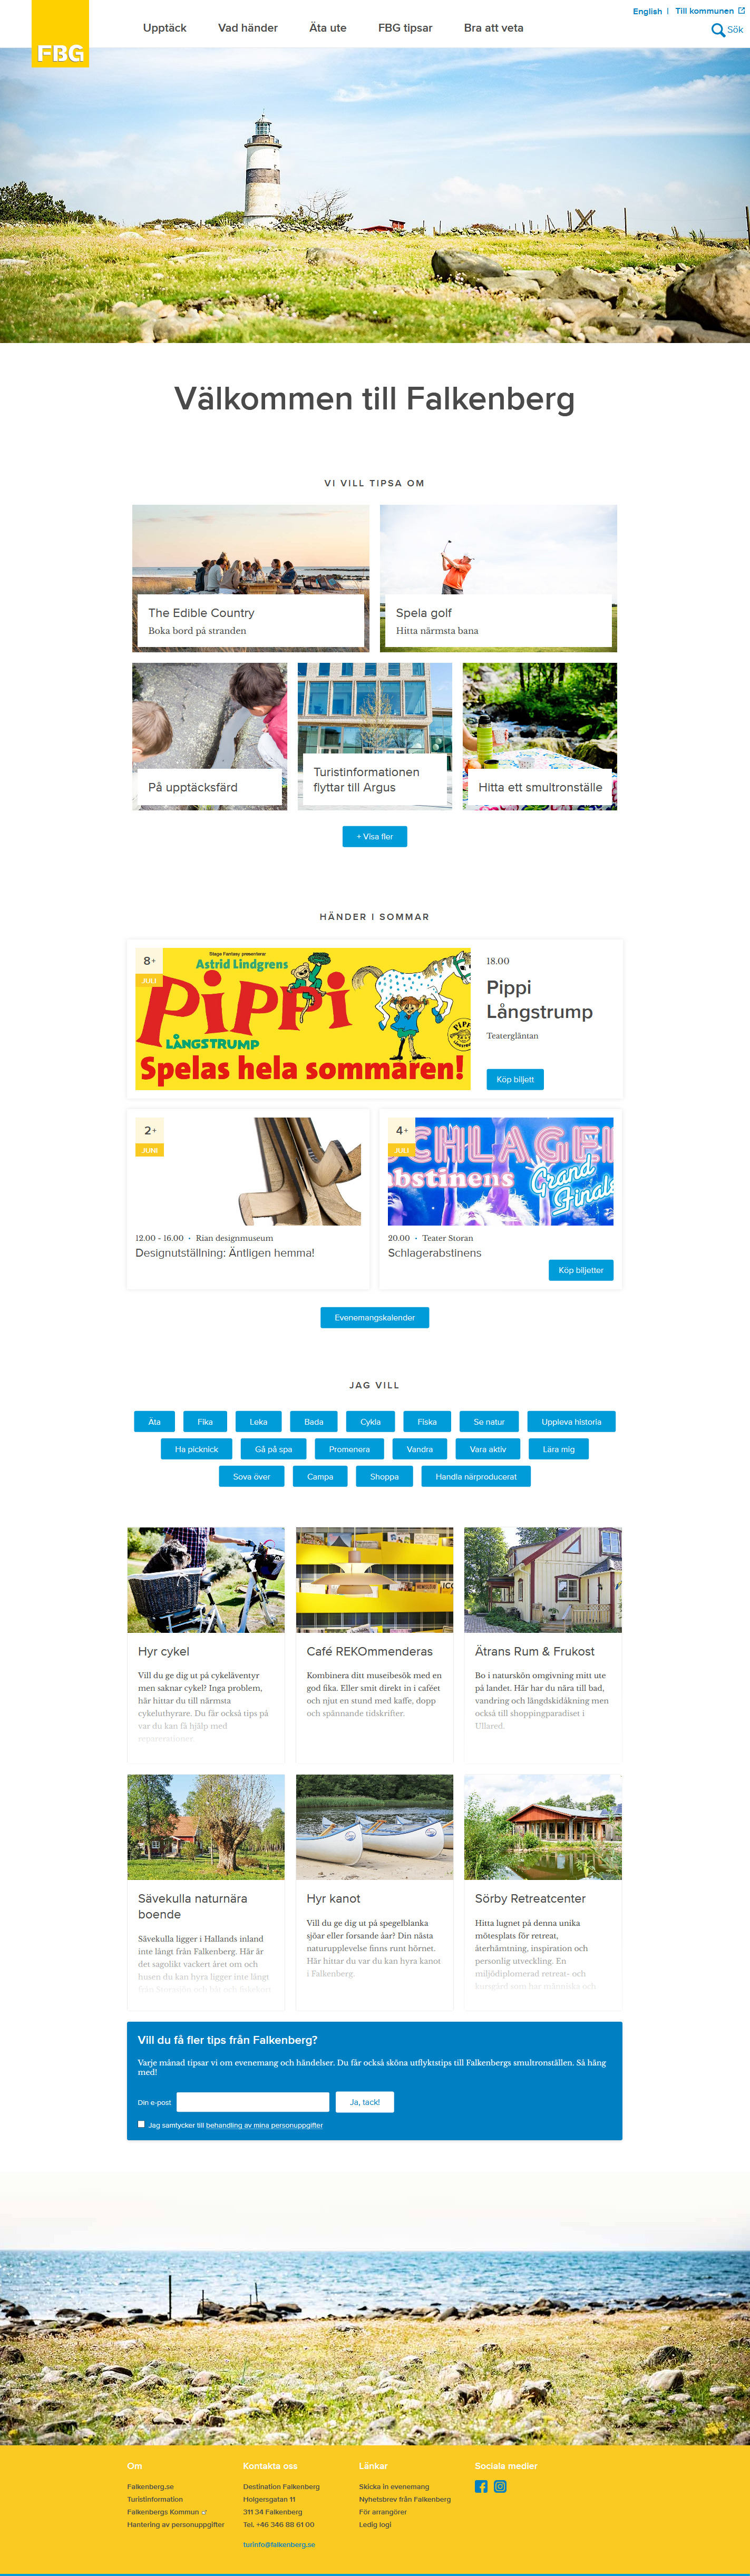 English | Till kommunen
FBG
Upptäck Vad händer Äta ute FBG tipsar Bra att veta
Sök
Välkommen till Falkenberg
VI VILL TIPSA OM
The Edible Country
Boka bord på stranden
Spela golf
Hitta närmsta bana
På upptäcksfärd
Turistinformationen
flyttar till Argus
Hitta ett smultronställe
+ Visa fler
HÄNDER I SOMMAR
8+
JULI
Stage Fantasy presenterar
Astrid Lindgrens
PiPPi
LÅNGSTRUMP
Spelas hela sommaren!
18.00
Pippi
Långstrump
Teatergläntan
Köp biljett
2+
JUNI
12.00 - 16.00 · Rian designmuseum
Designutställning: Äntligen hemma!
4+
JULI
SCHLAGER
abstinens
Grand
Finale
20.00 · Teater Storan
Schlagerabstinens
Köp biljetter
Evenemangskalender
JAG VILL
Äta Fika Leka Bada Cykla Fiska Se natur Uppleva historia
Ha picknick Gå på spa Promenera Vandra Vara aktiv Lära mig
Sova över Campa Shoppa Handla närproducerat
Hyr cykel
Vill du ge dig ut på cykeläventyr
men saknar cykel? Inga problem,
här hittar du till närmsta
cykeluthyrare. Du får också tips på
var du kan få hjälp med
reparerationer
Café REKOmmenderas
Kombinera ditt museibesök med en
god fika. Eller smit direkt in i caféet
och njut en stund med kaffe, dopp
och spännande tidskrifter.
Ätrans Rum & Frukost
Bo i naturskön omgivning mitt ute
på landet. Här har du nära till bad,
vandring och längdskidåkning men
också till shoppingparadiset i
Ullared.
Sävekulla naturnära
boende
Sävekulla ligger i Hallands inland
inte långt från Falkenberg. Här är
det sagolikt vackert året om och
husen du kan hyra ligger inte långt
Hyr kanot
Vill du ge dig ut på spegelblanka
sjöar eller forsande åar? Din nästa
naturupplevelse finns runt hörnet.
Här hittar du var du kan hyra kanot
i Falkenberg.
Sörby Retreatcenter
Hitta lugnet på denna unika
mötesplats för retreat,
återhämtning, inspiration och
personlig utveckling. En
miljödiplomerad retreat- och
kursgård som har människa och
Vill du få fler tips från Falkenberg?
Varje månad tipsar vi om evenemang och händelser. Du får också sköna utflyktstips till Falkenbergs smultronställen. Så häng
med!
Din e-post Ja, tack!
Jag samtycker till behandling av mina personuppgifter
Om
Falkenberg.se
Turistinformation
Falkenbergs Kommun
Hantering av personuppgifter
Kontakta oss
Destination Falkenberg
Holgersgatan 11
311 34 Falkenberg
Tel. +46 346 88 61 00
turinfo@falkenberg.se
Länkar
Skicka in evenemang
Nyhetsbrev från Falkenberg
För arrangörer
Ledig logi
Sociala medier